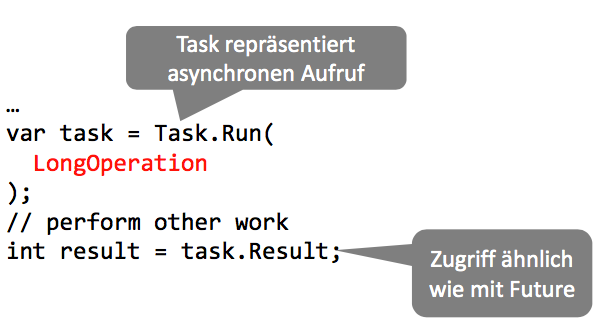 Task repräsentiert
asynchronen Aufruf
…
var task = Task.Run(
  LongOperation
);
// perform other work
int result = task.Result;
Zugriff ähnlich
wie mit Future